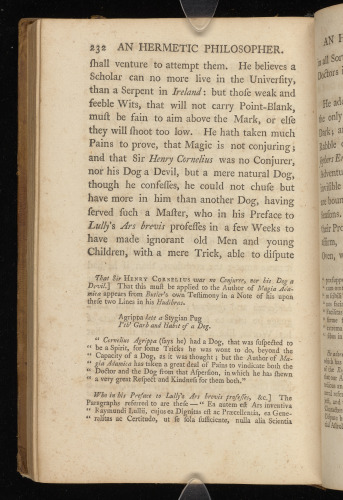 232 AN HERMETIC PHILOSOPHER.
shall venture to attempt them. He believes a
Scholar can no more live in the University,
than a Serpent in Ireland: but those weak and
feeble Wits, that will not carry Point-Blank,
must be fain to aim above the Mark, or else
they will shoot too low. He hath taken much
Pains to prove, that Magic is not conjuring;
and that Sir Henry Cornelius was no Conjurer,
nor his Dog a Devil, but a mere natural Dog,
though he confesses, he could not chuse but
have more in him than another Dog, having
served such a Master, who in his Preface to
Lully's Ars brevis professes in a few Weeks to
have made ignorant old Men and young
Children, with a mere Trick, able to dispute
That Sir HENRY CORNELIUS was no Conjurer, nor his Dog a
Devil.] That this must be applied to the Author of Magia Ada-
mica appears from Butler's own Testimony in a Note of his upon
these two Lines in his Hudibras.
Agrippa kept a Stygian Pug
I'th' Garb and Habit of a Dog.
" Cornelius Agrippa (says he) had a Dog, that was suspected to
" be a Spirit, for some Tricks he was wont to do, beyond the
" Capacity of a Dog, as it was thought; but the Author of Ma-
" gia Adamica has taken a great deal of Pains to vindicate both the
" Doctor and the Dog from that Aspersion, in which he has shewn
" a very great Respect and Kindness for them both."
Who in his Preface to Lully's Ars brevis professes, &c.] The
Paragraphs referred to are these—" Ea autem est Ars inventiva
" Raymundi Lullii, cujus ea Dignitas est ac Præcellentia, ea Gene-
" ralitas ac Certitudo, ut se sola sufficiente, nulla alia Scientia
AN H